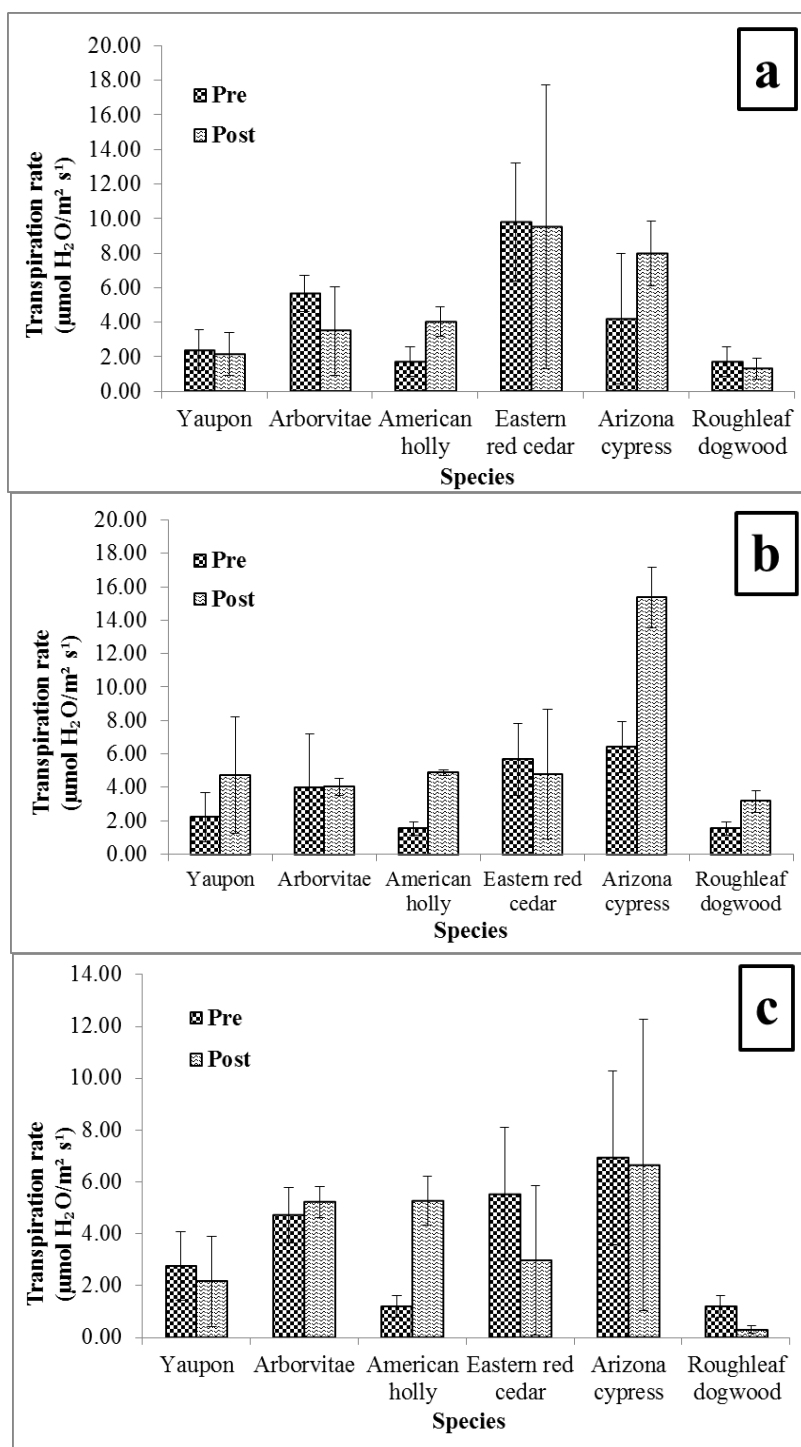 a
20.00
18.00
16.00
14.00
12.00
10.00
8.00
6.00
4.00
2.00
0.00
Transpiration rate
(µmol H₂O/m² s¹)
Pre
Post
Yaupon
Arborvitae
American
holly
Eastern
red cedar
Arizona
cypress
Roughleaf
dogwood
Species
b
20.00
18.00
16.00
14.00
12.00
10.00
8.00
6.00
4.00
2.00
0.00
Transpiration rate
(µmol H₂O/m² s¹)
Pre
Post
Yaupon
Arborvitae
American
holly
Eastern red
cedar
Arizona
cypress
Roughleaf
dogwood
Species
c
14.00
12.00
10.00
8.00
6.00
4.00
2.00
0.00
Transpiration rate
(µmol H₂O/m² s¹)
Pre
Post
Yaupon
Arborvitae
American
holly
Eastern red
cedar
Arizona
cypress
Roughleaf
dogwood
Species